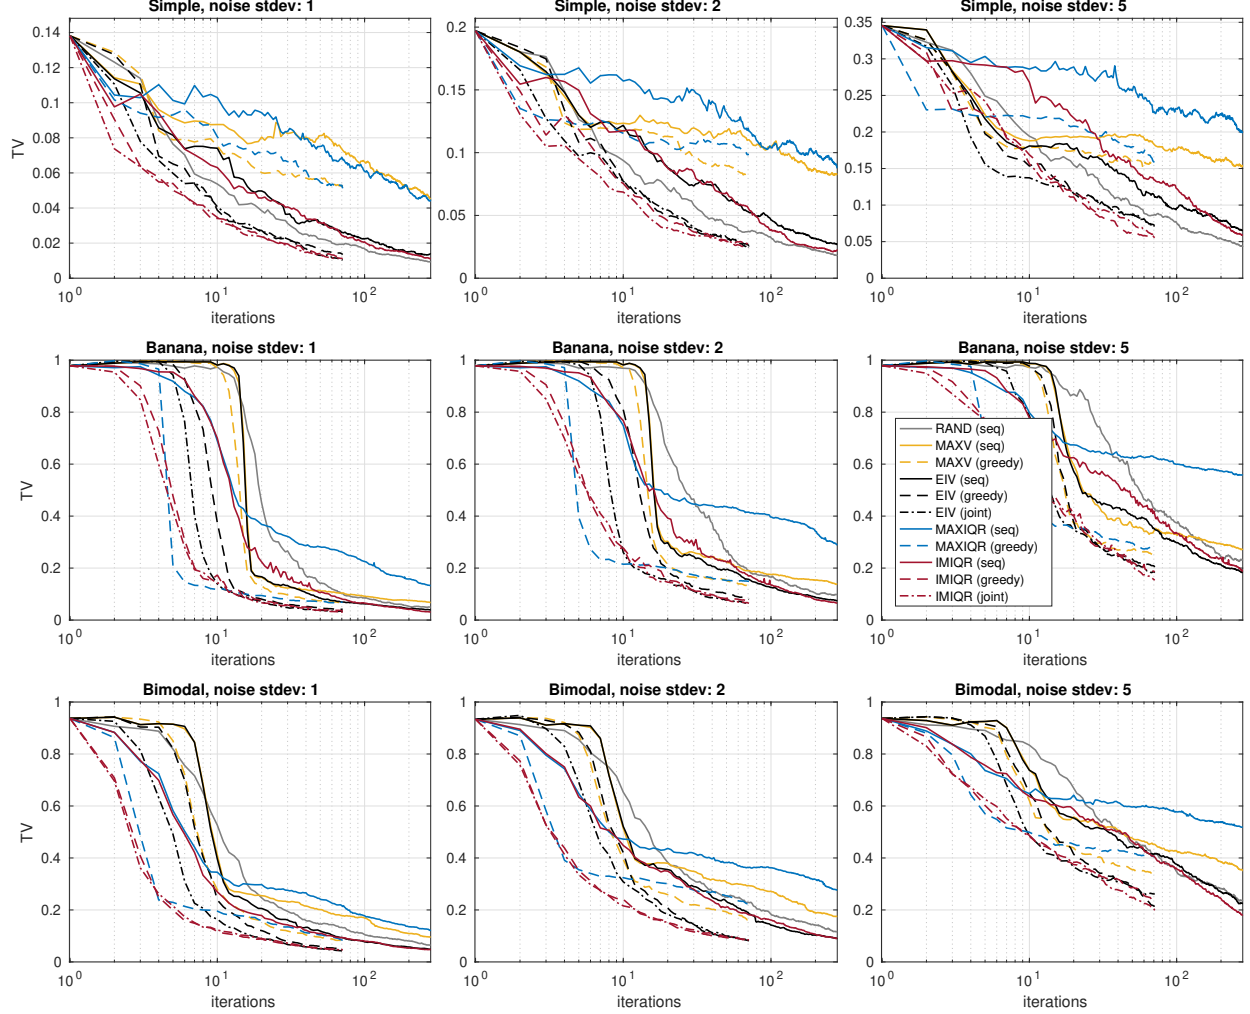 Simple, noise stdev: 1
Simple, noise stdev: 2
Simple, noise stdev: 5
0.14
0.12
0.1
0.08
0.06
0.04
0.02
0
TV
10^0
10^1
10^2
iterations
0.2
0.15
0.1
0.05
0
10^0
10^1
10^2
iterations
0.35
0.3
0.25
0.2
0.15
0.1
0.05
0
10^0
10^1
10^2
iterations
Banana, noise stdev: 1
Banana, noise stdev: 2
Banana, noise stdev: 5
1
0.8
0.6
0.4
0.2
0
TV
10^0
10^1
10^2
iterations
1
0.8
0.6
0.4
0.2
0
10^0
10^1
10^2
iterations
1
0.8
0.6
0.4
0.2
0
RAND (seq)
MAXV (seq)
MAXV (greedy)
EIV (seq)
EIV (greedy)
EIV (joint)
MAXIQR (seq)
MAXIQR (greedy)
IMIQR (seq)
IMIQR (greedy)
IMIQR (joint)
10^0
10^1
10^2
iterations
Bimodal, noise stdev: 1
Bimodal, noise stdev: 2
Bimodal, noise stdev: 5
1
0.8
0.6
0.4
0.2
0
TV
10^0
10^1
10^2
iterations
1
0.8
0.6
0.4
0.2
0
10^0
10^1
10^2
iterations
1
0.8
0.6
0.4
0.2
0
10^0
10^1
10^2
iterations